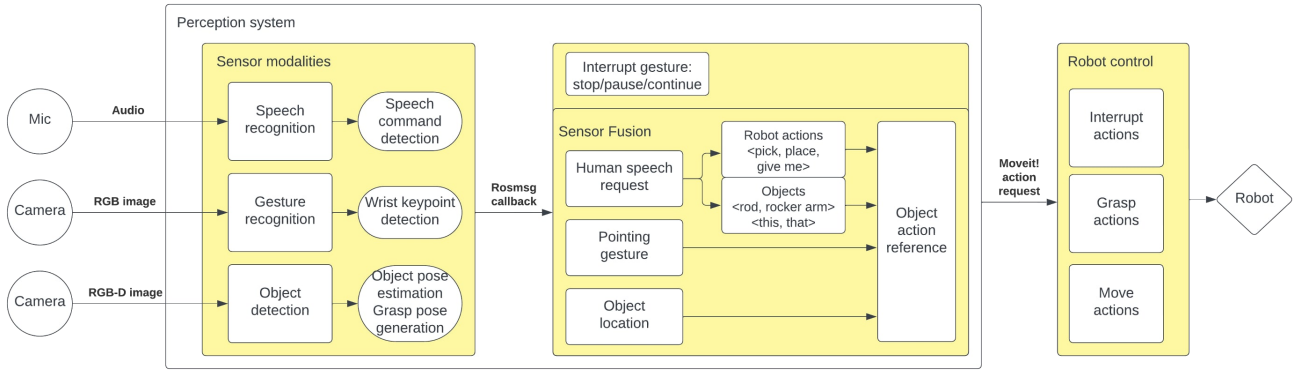 Perception system
Sensor modalities
Mic
Audio
Speech
recognition
Speech
command
detection
Camera
RGB image
Gesture
recognition
Wrist keypoint
detection
Camera
RGB-D image
Object
detection
Object pose
estimation
Grasp pose
generation
Rosmsg
callback
Interrupt gesture:
stop/pause/continue
Sensor Fusion
Human speech
request
Robot actions
<pick, place,
give me>
Objects
<rod, rocker arm>
<this, that>
Pointing
gesture
Object
location
Object
action
reference
Moveit!
action
request
Robot control
Interrupt
actions
Grasp
actions
Move
actions
Robot